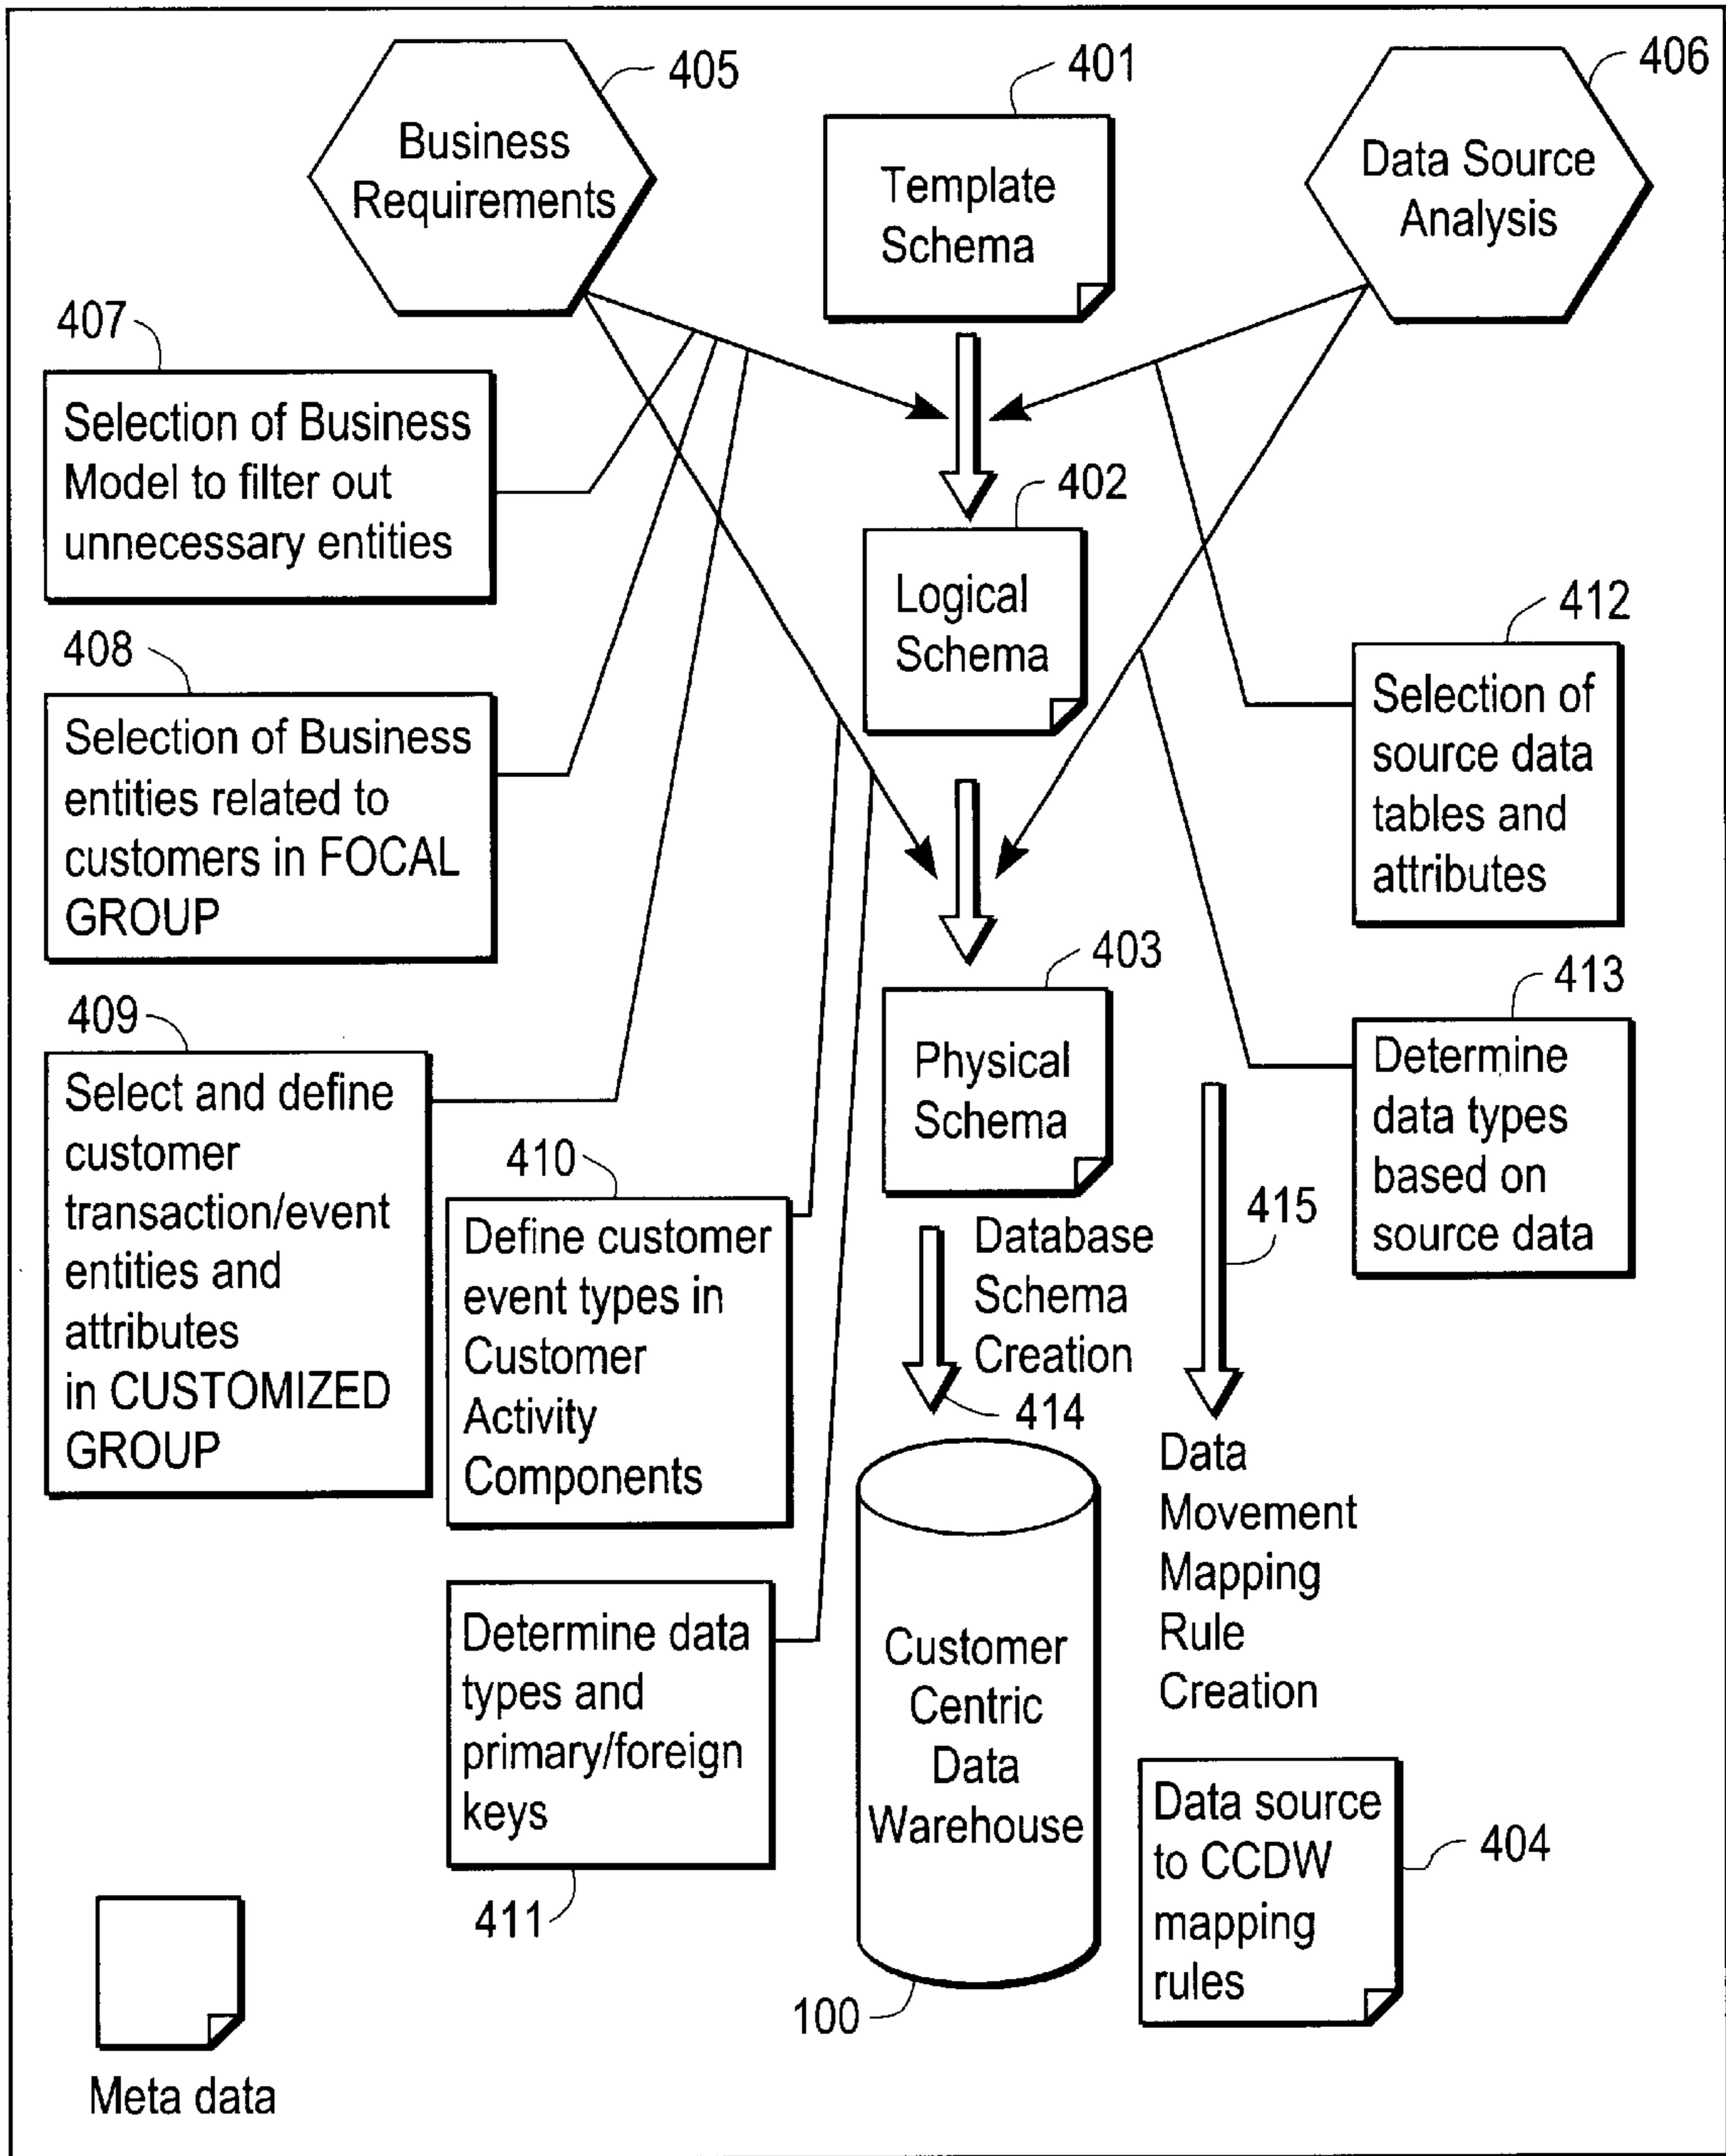 405
Business
Requirements
401
Template
Schema
406
Data Source
Analysis
407
Selection of Business
Model to filter out
unnecessary entities
402
Logical
Schema
408
Selection of Business
entities related to
customers in FOCAL
GROUP
412
Selection of
source data
tables and
attributes
403
Physical
Schema
413
Determine
data types
based on
source data
409
Select and define
customer
transaction/event
entities and
attributes
in CUSTOMIZED
GROUP
410
Define customer
event types in
Customer
Activity
Components
Database
Schema
Creation
414
415
Data
Movement
Mapping
Rule
Creation
Determine data
types and
primary/foreign
keys
411
Customer
Centric
Data
Warehouse
100
Data source
to CCDW
mapping
rules
404
Meta data